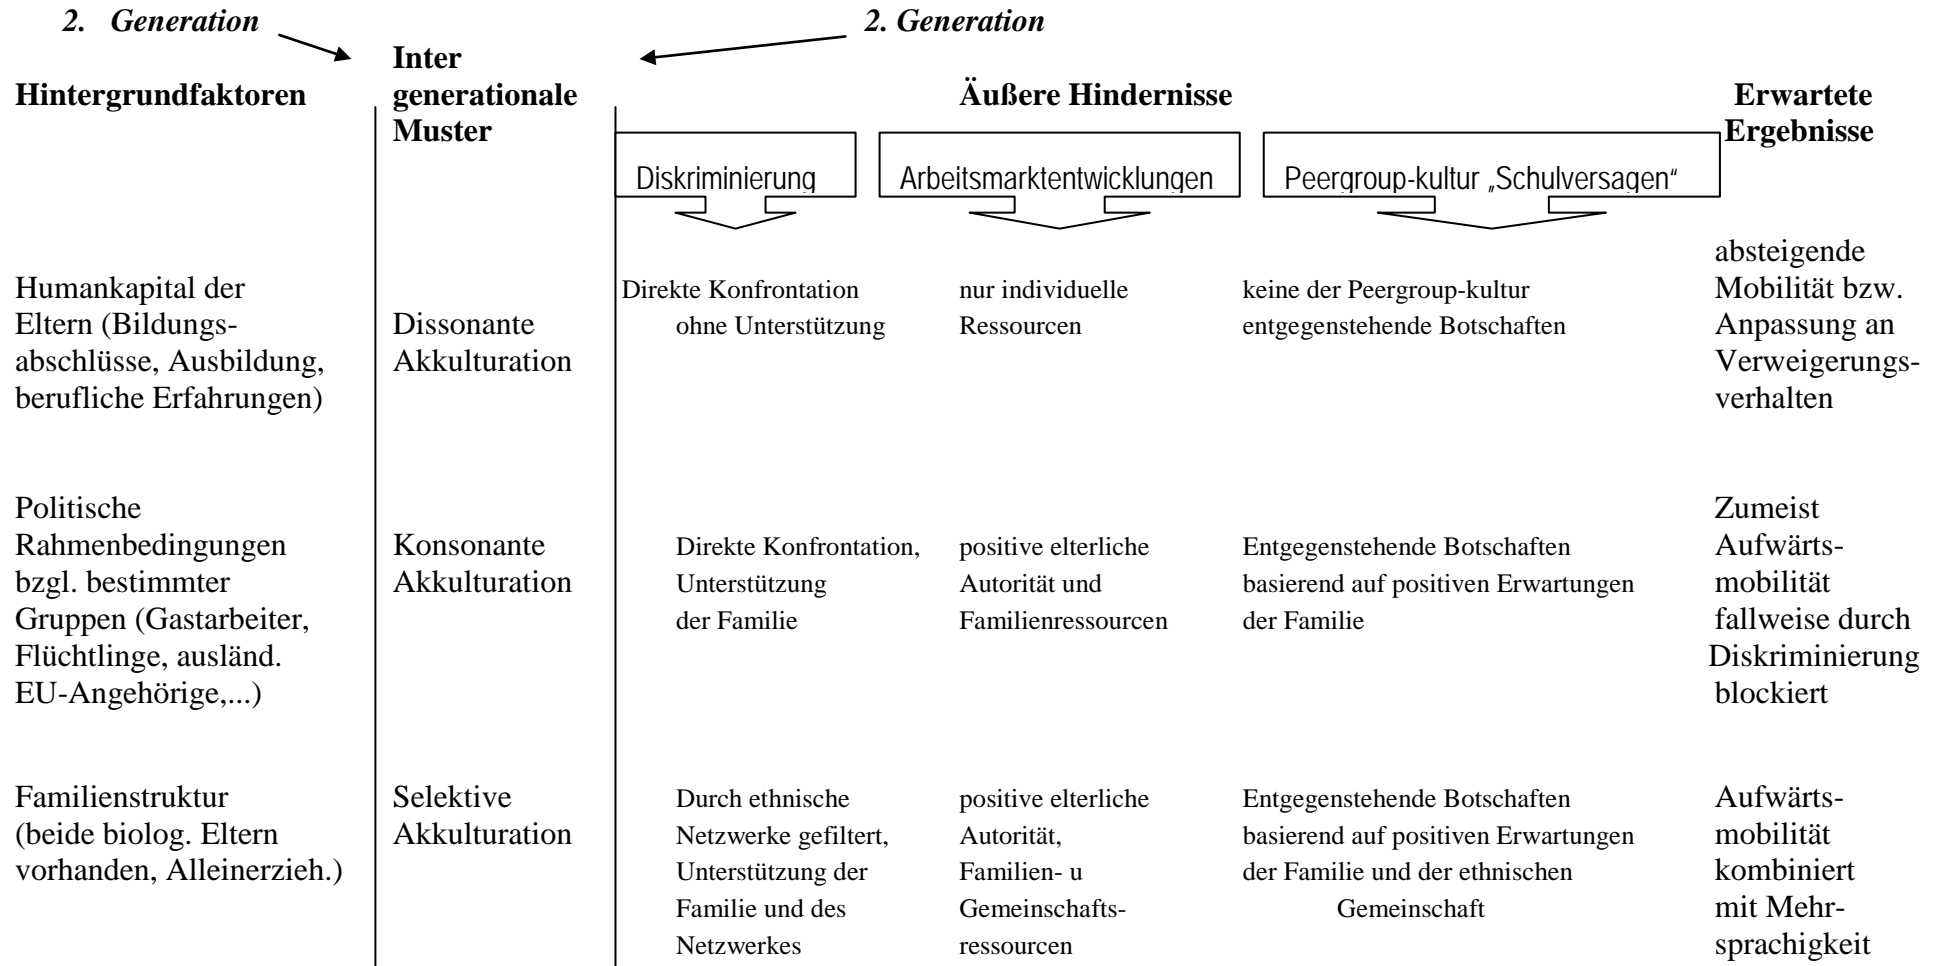 2. Generation
2. Generation
Hintergrundfaktoren
Inter
generationale
Muster
Äußere Hindernisse
Erwartete
Ergebnisse
Diskriminierung
Arbeitsmarktentwicklungen
Peergroup-kultur „Schulversagen“
Humankapital der
Eltern (Bildungs-
abschlüsse, Ausbildung,
berufliche Erfahrungen)
Dissonante
Akkulturation
Direkte Konfrontation
ohne Unterstützung
nur individuelle
Ressourcen
keine der Peergroup-kultur
entgegenstehende Botschaften
absteigende
Mobilität bzw.
Anpassung an
Verweigerungs-
verhalten
Politische
Rahmenbedingungen
bzgl. bestimmter
Gruppen (Gastarbeiter,
Flüchtlinge, ausländ.
EU-Angehörige,...)
Konsonante
Akkulturation
Direkte Konfrontation,
Unterstützung
der Familie
positive elterliche
Autorität und
Familienressourcen
Entgegenstehende Botschaften
basierend auf positiven Erwartungen
der Familie
Zumeist
Aufwärts-
mobilität
fallweise durch
Diskriminierung
blockiert
Familienstruktur
(beide biolog. Eltern
vorhanden, Alleinerzieh.)
Selektive
Akkulturation
Durch ethnische
Netzwerke gefiltert,
Unterstützung der
Familie und des
Netzwerkes
positive elterliche
Autorität,
Familien- u
Gemeinschafts-
ressourcen
Entgegenstehende Botschaften
basierend auf positiven Erwartungen
der Familie und der ethnischen
Gemeinschaft
Aufwärts-
mobilität
kombiniert
mit Mehr-
sprachigkeit